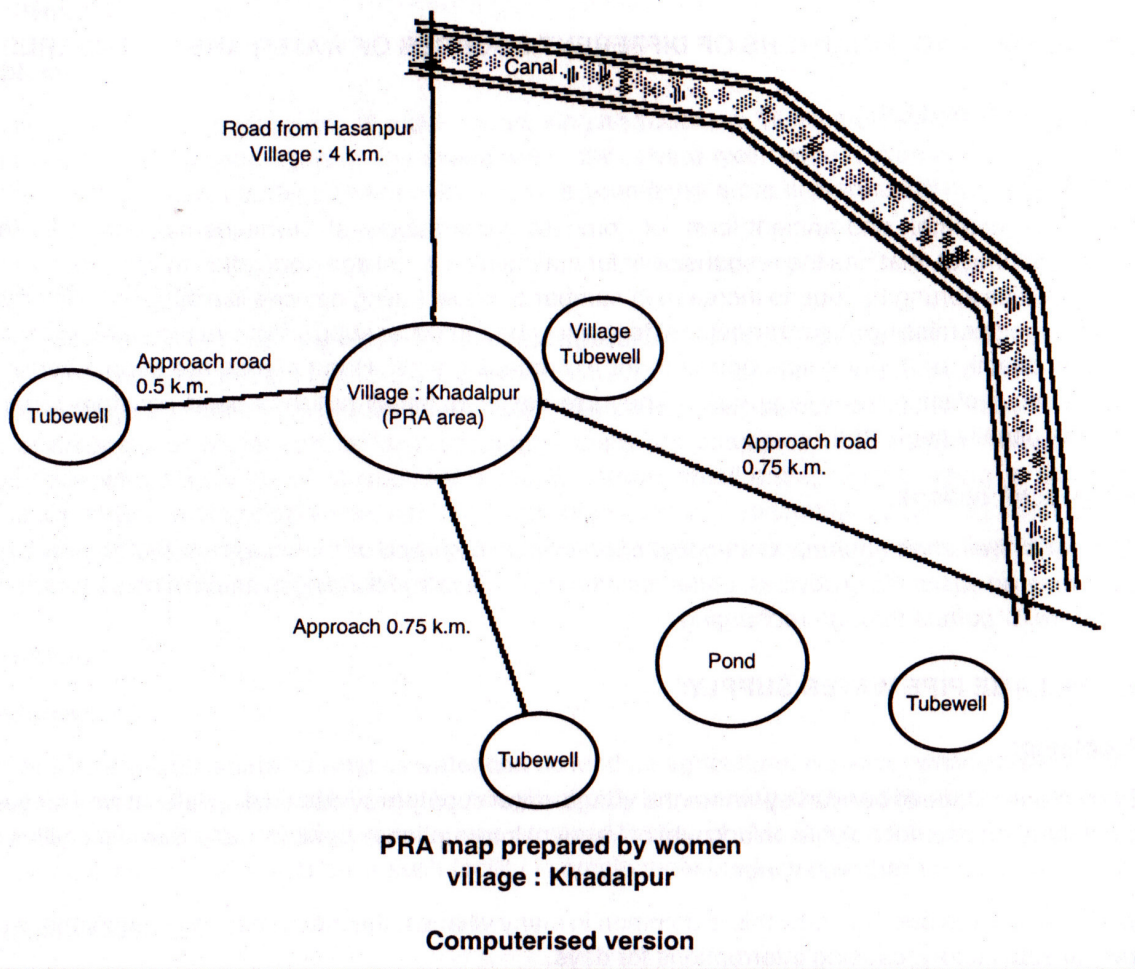 Canal
Road from Hasanpur
Village : 4 k.m.
Village
Tubewell
Approach road
0.5 k.m.
Tubewell
Village : Khadalpur
(PRA area)
Approach road
0.75 k.m.
Approach 0.75 k.m.
Pond
Tubewell
Tubewell
PRA map prepared by women
village : Khadalpur
Computerised version